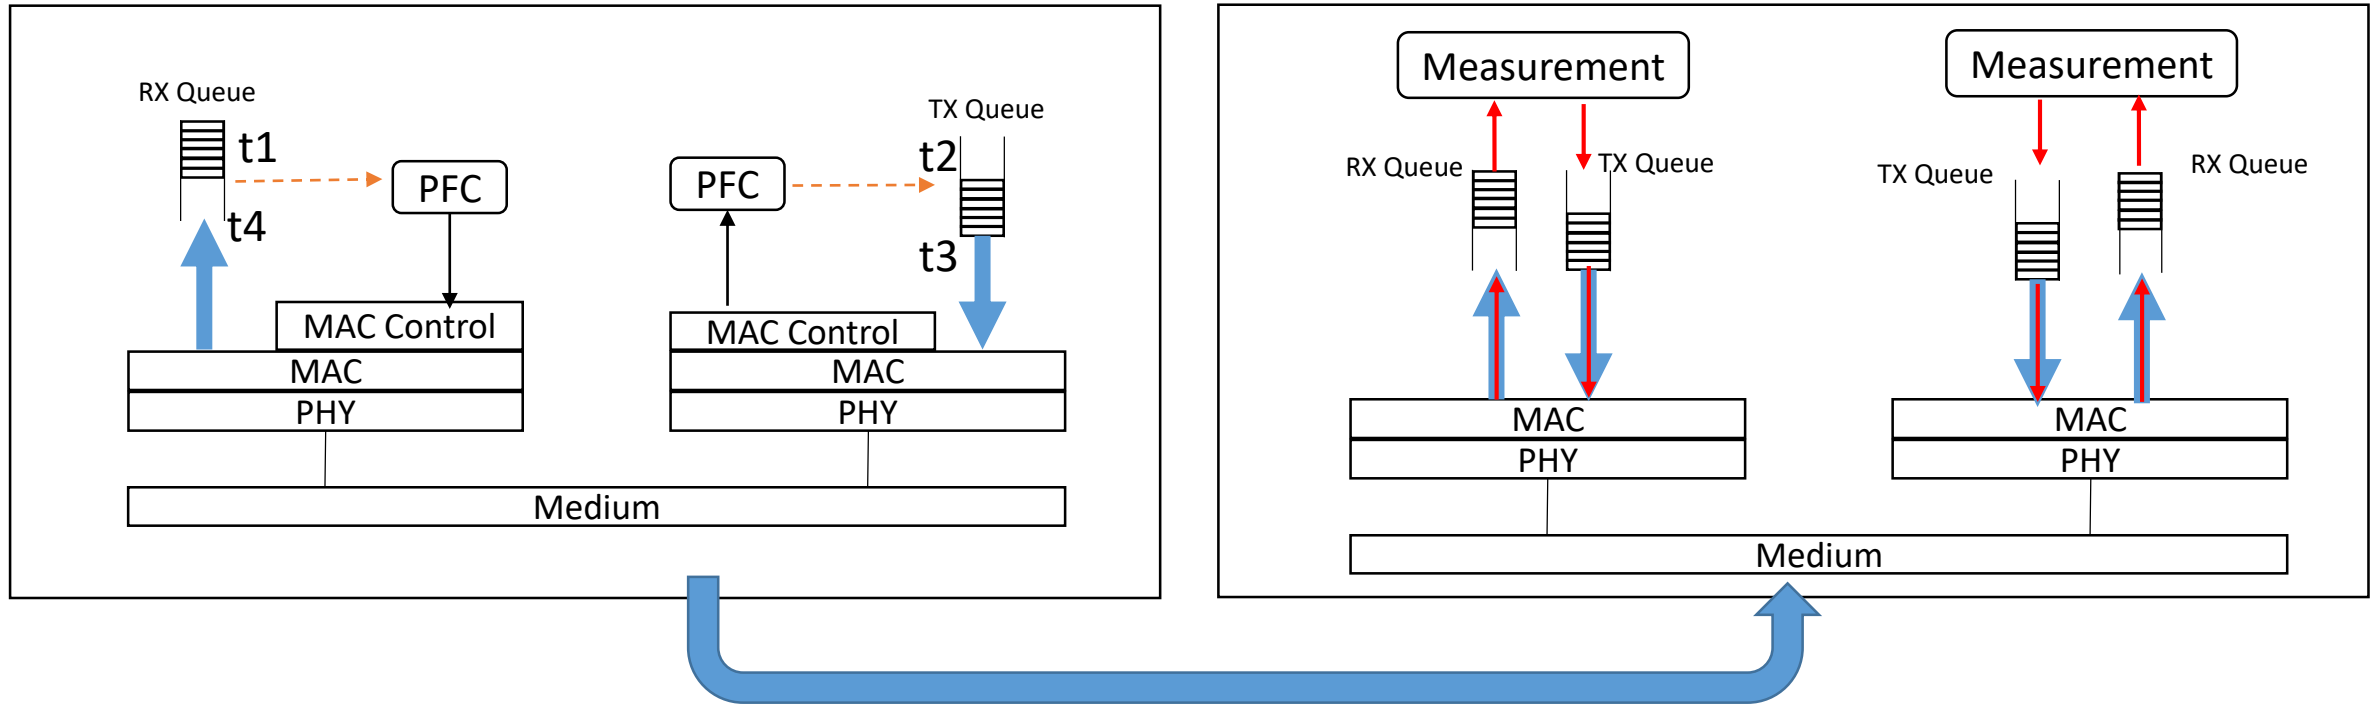 RX Queue
t1
t4
PFC
MAC Control
MAC
PHY
PFC
TX Queue
t2
t3
MAC Control
MAC
PHY
Medium
Measurement
RX Queue
TX Queue
MAC
PHY
Measurement
TX Queue
RX Queue
MAC
PHY
Medium